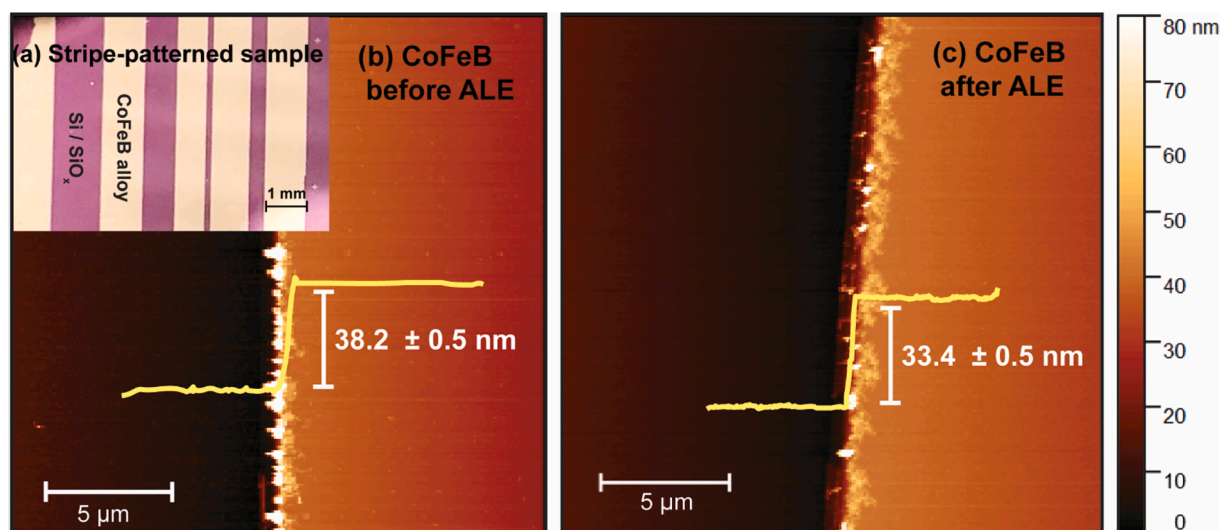 (a) Stripe-patterned sample
Si / SiOx
CoFeB alloy
1 mm
(b) CoFeB
before ALE
38.2 ± 0.5 nm
5 μm
(c) CoFeB
after ALE
33.4 ± 0.5 nm
5 μm
80 nm
70
60
50
40
30
20
10
0